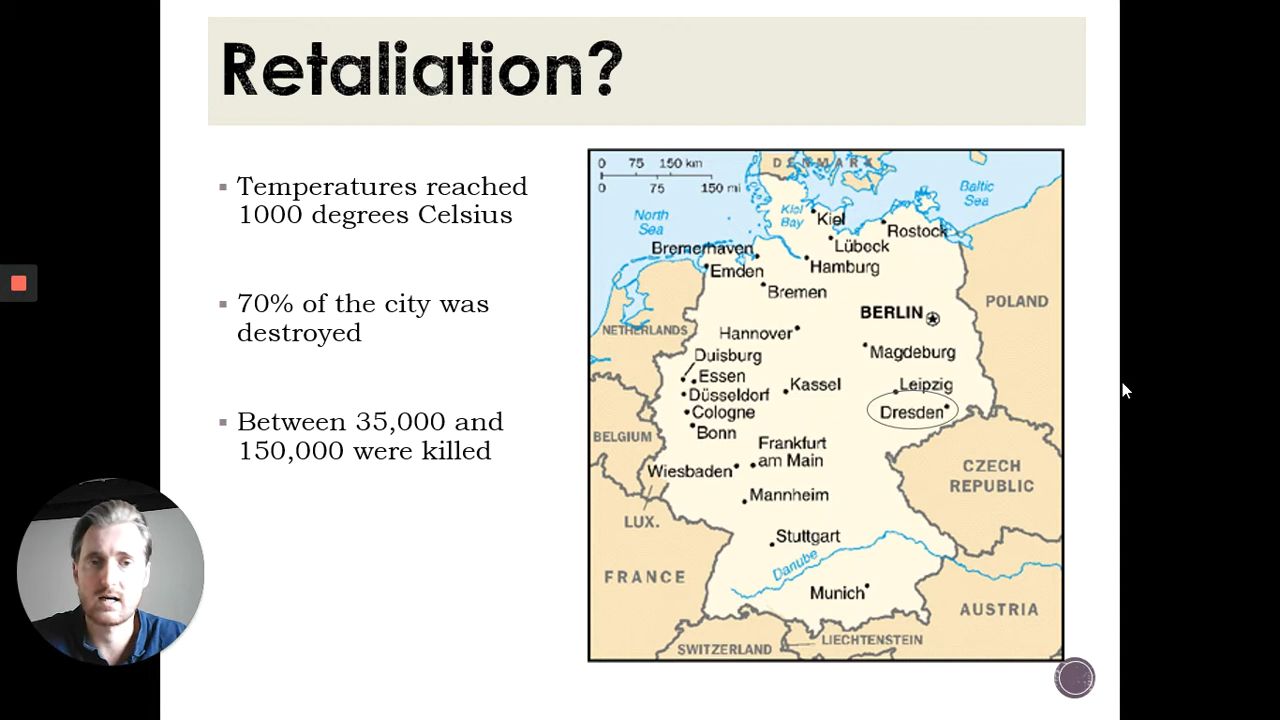 Retaliation?
Temperatures reached
1000 degrees Celsius
70% of the city was
destroyed
Between 35,000 and
150,000 were killed
0 75 150 km
0 75 150 mi
DENMARK
Baltic
Sea
North
Sea
Kiel
Bay
Kiel
Rostock
Lübeck
Bremerhaven
Hamburg
Emden
Bremen
POLAND
BERLIN
NETHERLANDS
Hannover
Magdeburg
Duisburg
Essen
Kassel
Leipzig
Düsseldorf
Dresden
Cologne
Bonn
BELGIUM
Frankfurt
am Main
Wiesbaden
CZECH
REPUBLIC
Mannheim
LUX.
Stuttgart
Danube
FRANCE
Munich
AUSTRIA
LIECHTENSTEIN
SWITZERLAND